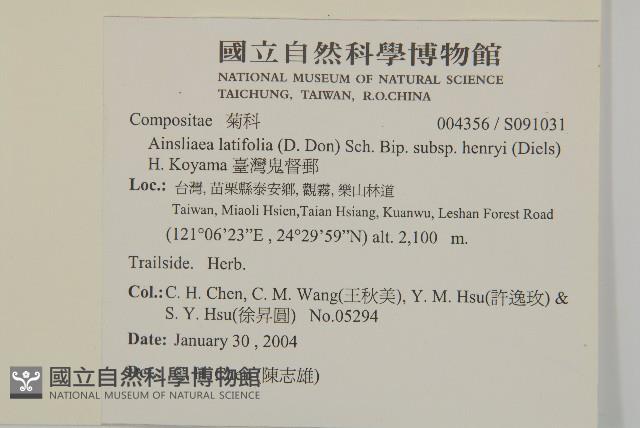 國立自然科學博物館
NATIONAL MUSEUM OF NATURAL SCIENCE
TAICHUNG, TAIWAN, R.O.CHINA
Compositae 菊科 004356 / S091031
Ainsliaea latifolia (D. Don) Sch. Bip. subsp. henryi (Diels)
H. Koyama 臺灣鬼督郵
Loc.: 台灣, 苗栗縣泰安鄉, 觀霧, 樂山林道
Taiwan, Miaoli Hsien,Taian Hsiang, Kuanwu, Leshan Forest Road
(121°06’23”E , 24°29’59”N) alt. 2,100 m.
Trailside. Herb.
Col.: C. H. Chen, C. M. Wang(王秋美), Y. M. Hsu(許逸玫) &
S. Y. Hsu(徐昇圓) No.05294
Date: January 30 , 2004
(陳志雄)
國立自然科學博物館
NATIONAL MUSEUM OF NATURAL SCIENCE